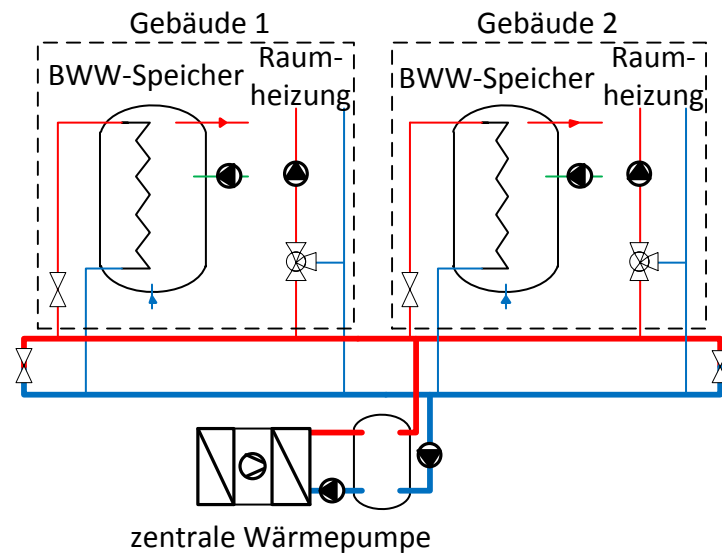 Gebäude 1
BWW-Speicher
Raum-
heizung
Gebäude 2
BWW-Speicher
Raum-
heizung
zentrale Wärmepumpe